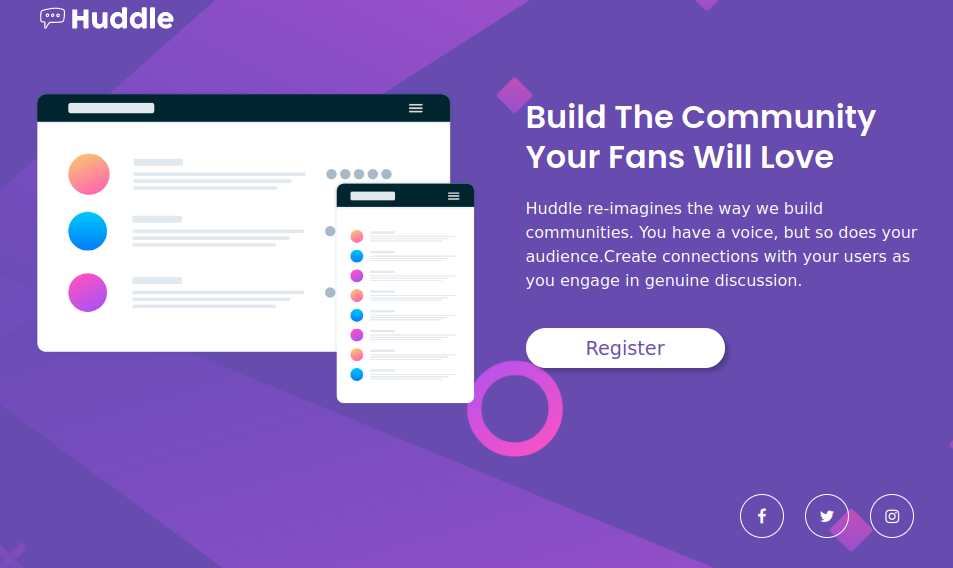 Huddle
Build The Community
Your Fans Will Love
Huddle re-imagines the way we build
communities. You have a voice, but so does your
audience.Create connections with your users as
you engage in genuine discussion.
Register